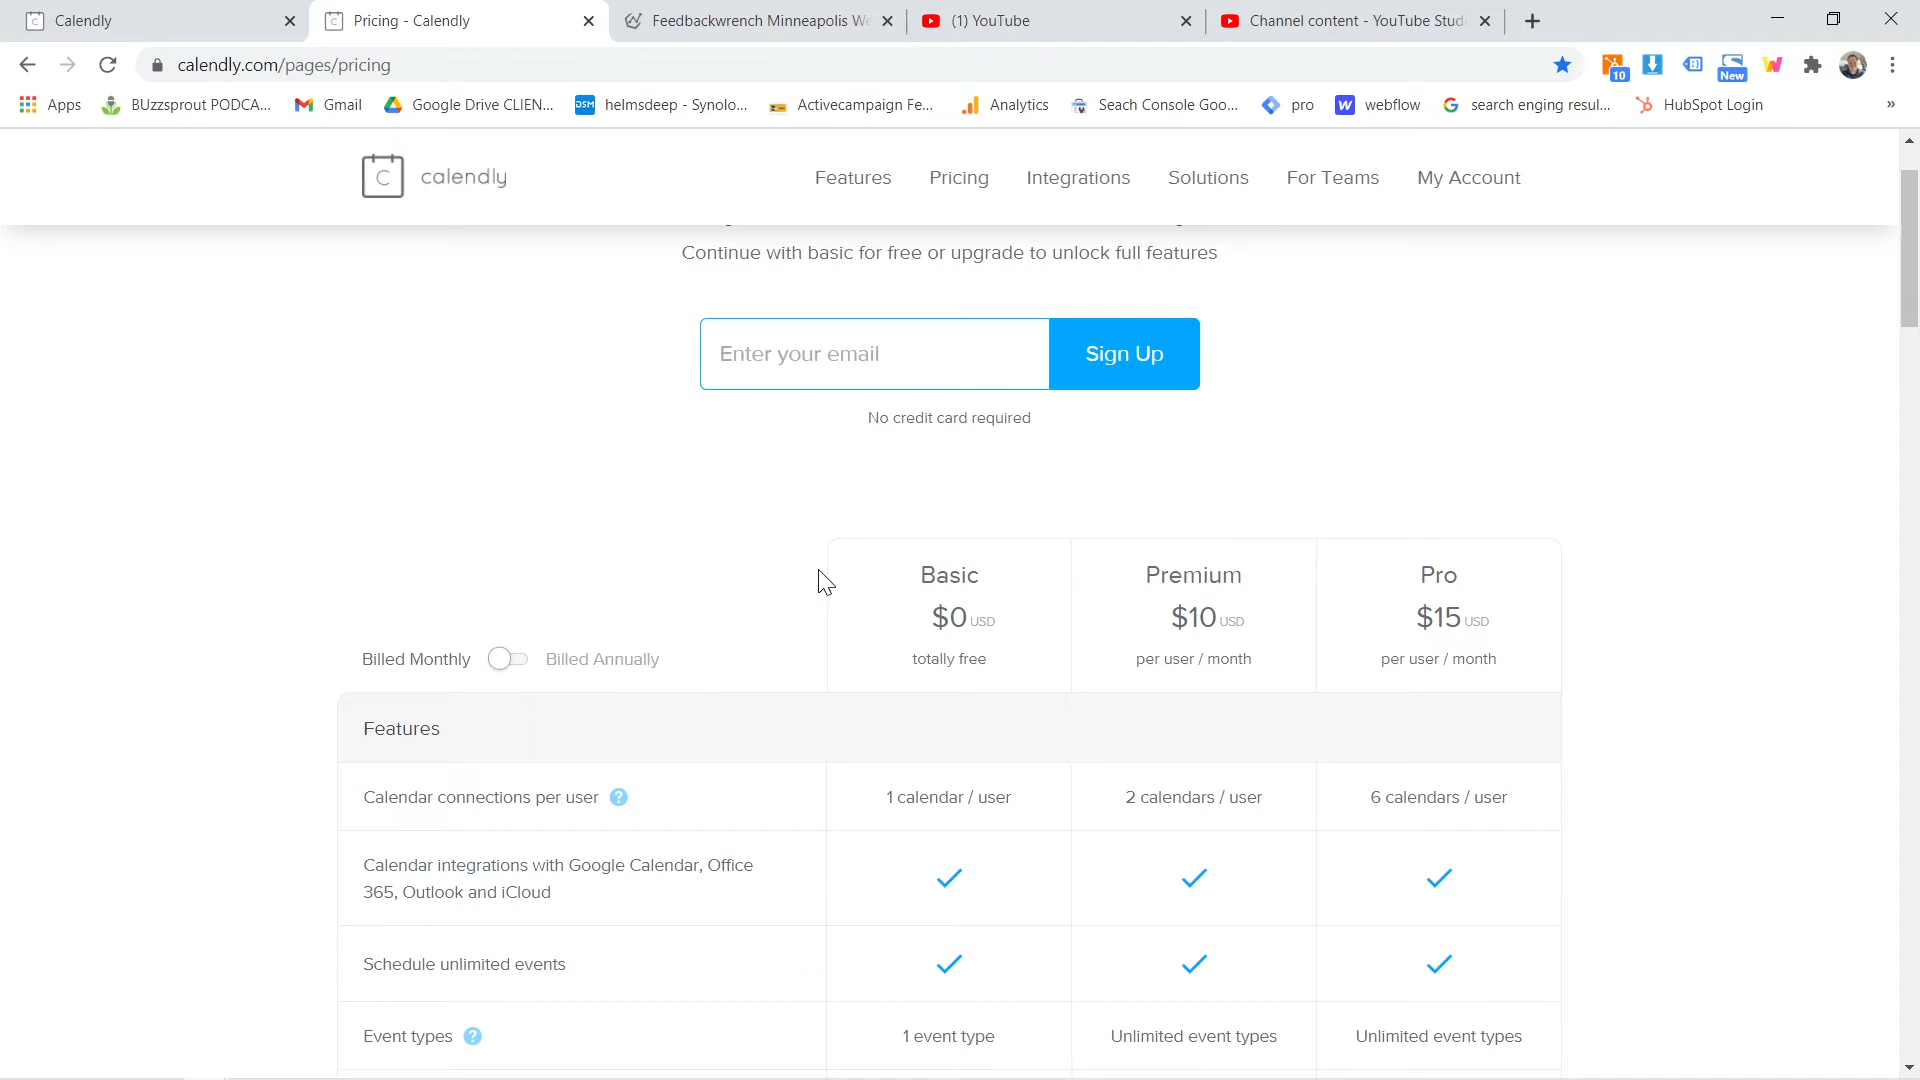 Calendly
Pricing - Calendly
Feedbackwrench Minneapolis We
(1) YouTube
Channel content - YouTube Studi
calendly.com/pages/pricing
10
New
Apps
BUzzsprout PODCA...
Gmail
Google Drive CLIEN...
DSM
helmsdeep - Synolo...
Activecampaign Fe...
Analytics
Seach Console Goo...
pro
webflow
search enging resul...
HubSpot Login
»
C calendly
Features
Pricing
Integrations
Solutions
For Teams
My Account
Continue with basic for free or upgrade to unlock full features
Enter your email
Sign Up
No credit card required
Basic
Premium
Pro
$0 USD
$10 USD
$15 USD
Billed Monthly
Billed Annually
totally free
per user / month
per user / month
Features
Calendar connections per user ?
1 calendar / user
2 calendars / user
6 calendars / user
Calendar integrations with Google Calendar, Office
365, Outlook and iCloud
Schedule unlimited events
Event types ?
1 event type
Unlimited event types
Unlimited event types